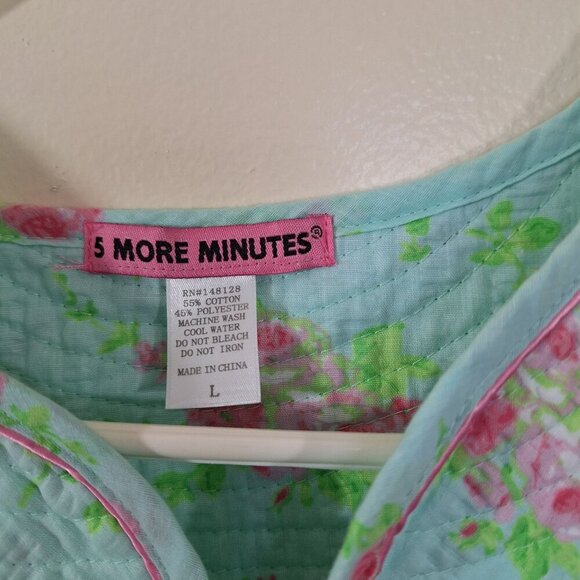 5 MORE MINUTES®
RN#148128
55% COTTON
45% POLYESTER
MACHINE WASH
COOL WATER
DO NOT BLEACH
DO NOT IRON
MADE IN CHINA
L